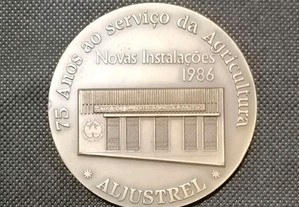 75 Anos ao serviço da Agricultura
Novas Instalações
1986
ALJUSTREL